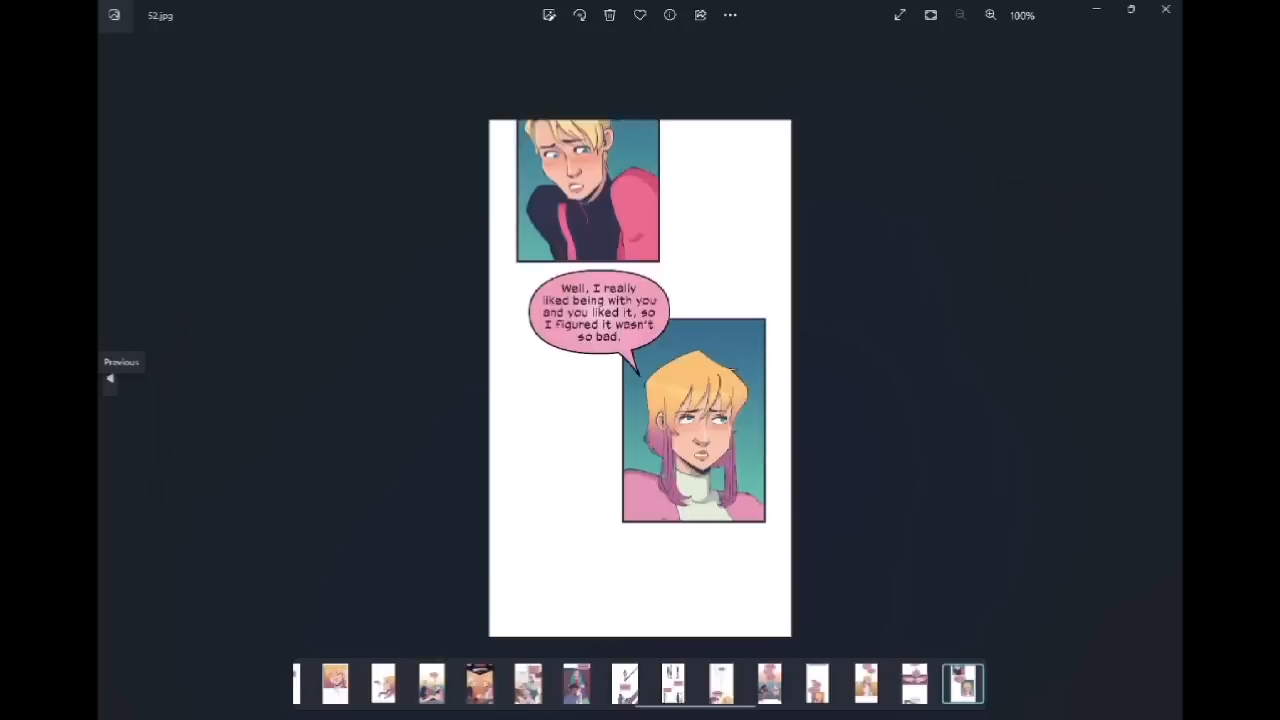 52.jpg
100%
Well, I really
liked being with you
and you liked it, so
I figured it wasn't
so bad.
Previous